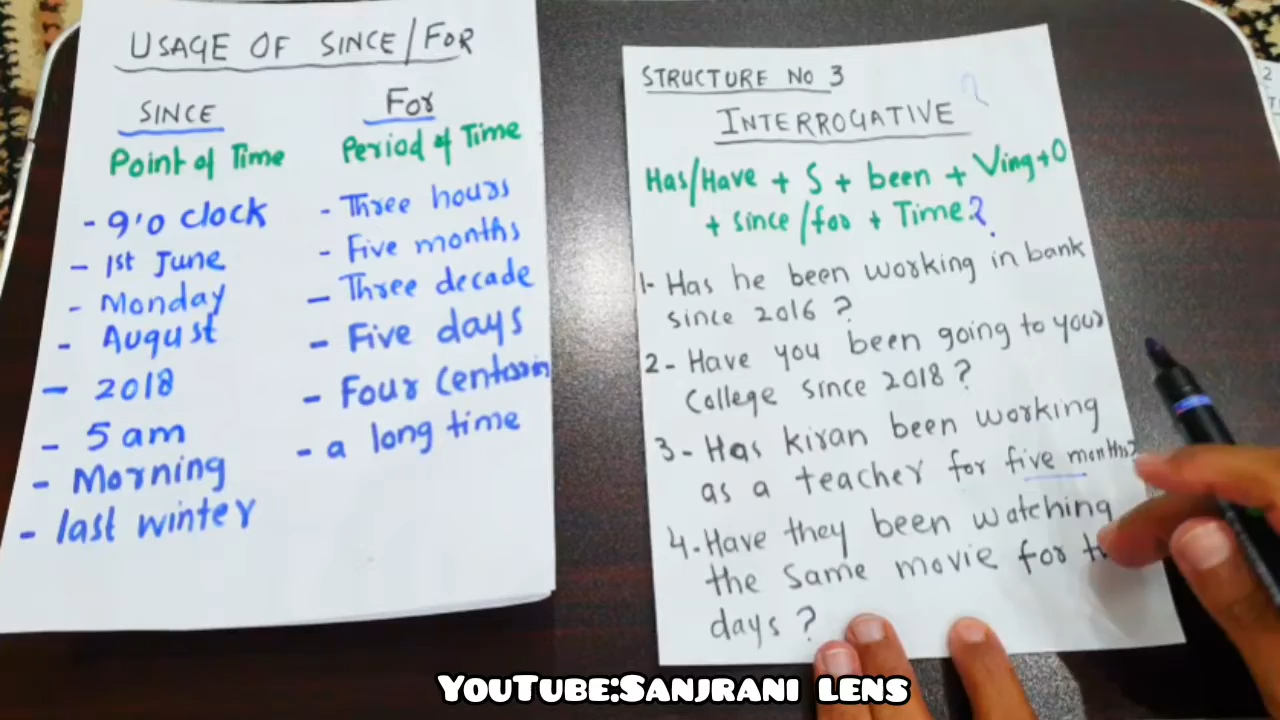 USAGE OF SINCE/FOR
SINCE
Point of Time
- 9'o clock
- 1st June
- Monday
- August
- 2018
- 5 am
- Morning
- last winter
For
Period of Time
- Three hours
- Five months
- Three decade
- Five days
- Four
- a long time
STRUCTURE NO 3
INTERROGATIVE
Has/Have + S + been + Ving + O
+ since/for + Time?
1- Has he been working in bank
since 2016 ?
2- Have you been going to your
College since 2018 ?
3- Has kiran been working
as a teacher for five months?
4. Have they been watching
the same movie for
days ?
YOUTUBE:SANJRANI LENS